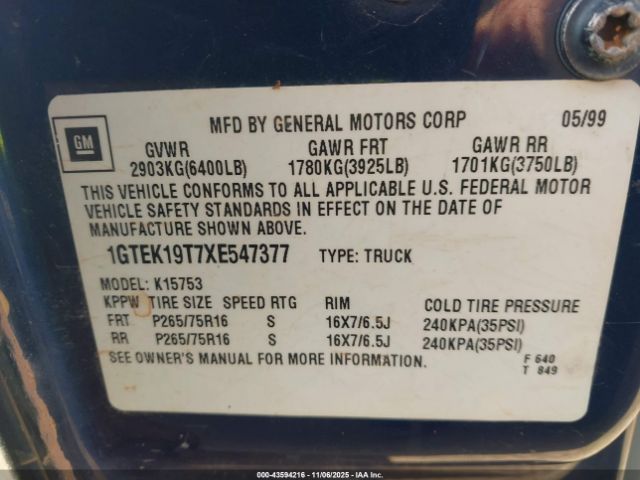 MFD BY GENERAL MOTORS CORP 05/99
GM
GVWR GAWR FRT GAWR RR
2903KG(6400LB) 1780KG(3925LB) 1701KG(3750LB)
THIS VEHICLE CONFORMS TO ALL APPLICABLE U.S. FEDERAL MOTOR
VEHICLE SAFETY STANDARDS IN EFFECT ON THE DATE OF
MANUFACTURE SHOWN ABOVE.
1GTEK19T7XE547377 TYPE: TRUCK
MODEL: K15753
KPPW TIRE SIZE SPEED RTG RIM COLD TIRE PRESSURE
FRT P265/75R16 S 16X7/6.5J 240KPA(35PSI)
RR P265/75R16 S 16X7/6.5J 240KPA(35PSI)
SEE OWNER'S MANUAL FOR MORE INFORMATION. F 640
T 849
000-43594216 - 11/06/2025 - IAAI, Inc.